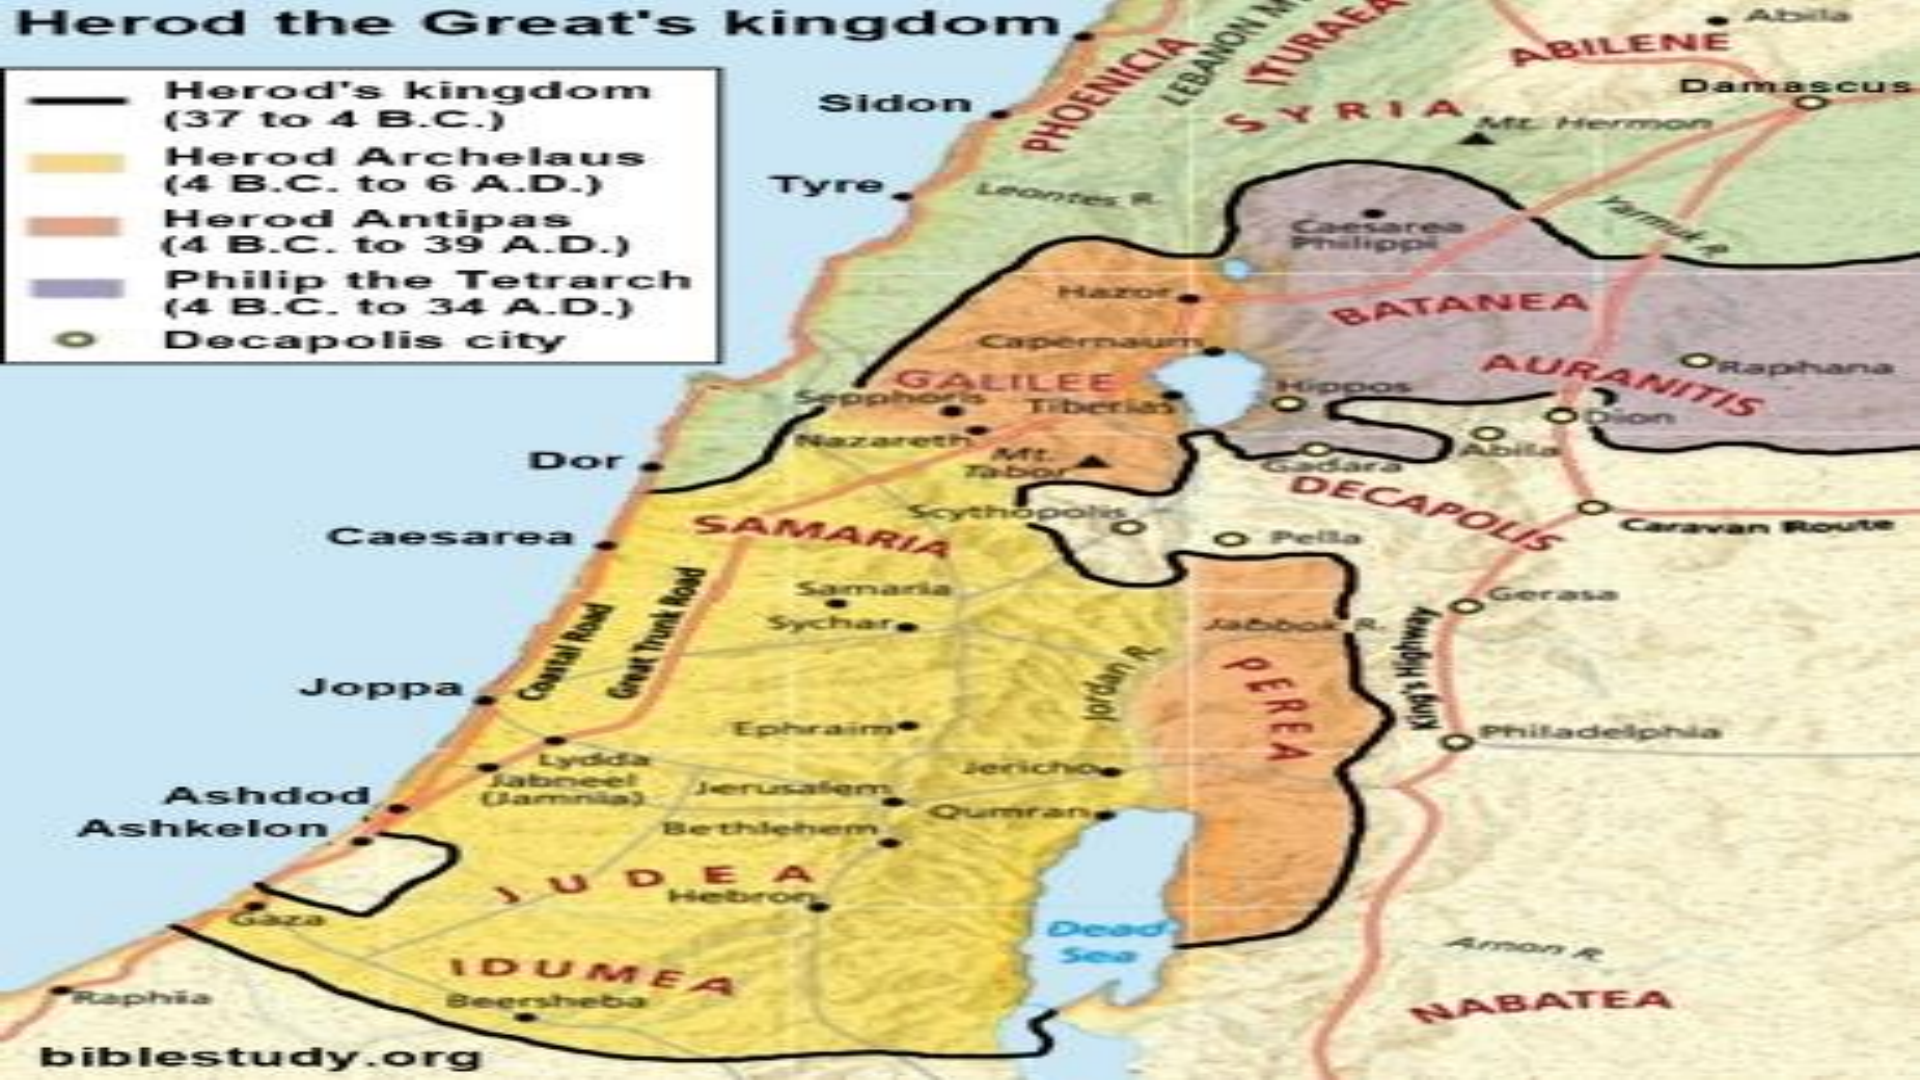 Herod the Great's kingdom
Herod's kingdom
(37 to 4 B.C.)
Herod Archelaus
(4 B.C. to 6 A.D.)
Herod Antipas
(4 B.C. to 39 A.D.)
Philip the Tetrarch
(4 B.C. to 34 A.D.)
Decapolis city
Abila
ABILENE
Damascus
LEBANON MT
ITURAEA
PHOENICIA
SYRIA
Mt. Hermon
Sidon
Tyre
Leontes R.
Yarmuk R.
Caesarea
Philippi
Hazor
BATANEA
Capernaum
AURANITIS
Raphana
GALILEE
Sepphoris
Tiberias
Hippos
Dion
Nazareth
Mt.
Tabor
Gadara
Abila
Dor
DECAPOLIS
Scythopolis
Caesarea
SAMARIA
Pella
Caravan Route
Samaria
Sychar
Gerasa
Jabbok R.
Coastal Road
Great Trunk Road
Jordan R.
PEREA
King's Highway
Joppa
Ephraim
Philadelphia
Lydda
Jabneel
(Jamniia)
Jericho
Jerusalem
Ashdod
Qumran
Ashkelon
Bethlehem
JUDEA
Hebron
Gaza
Dead
Sea
Arnon R.
IDUMEA
Beersheba
Raphiia
NABATEA
biblestudy.org